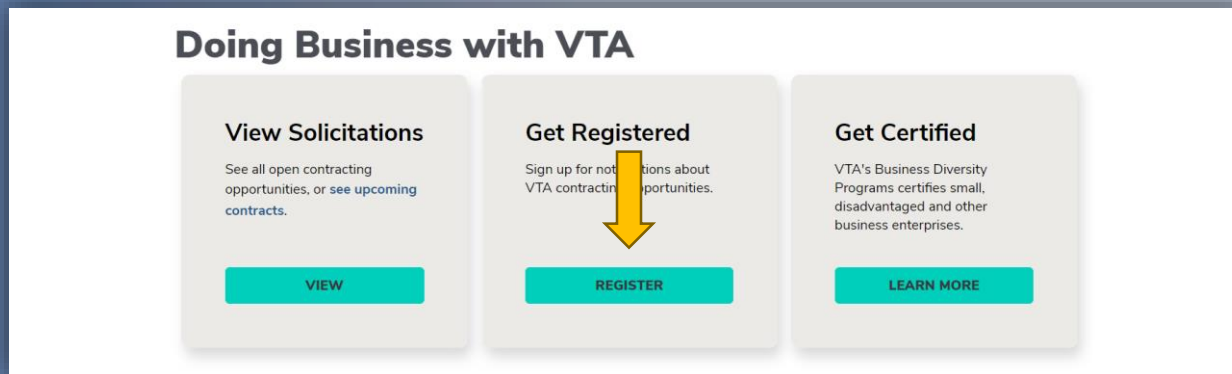 Doing Business with VTA
View Solicitations
See all open contracting
opportunities, or see upcoming
contracts.
VIEW
Get Registered
Sign up for tions about
VTA contracting
REGISTER
Get Certified
VTA's Business Diversity
Programs certifies small,
disadvantaged and other
business enterprises.
LEARN MORE